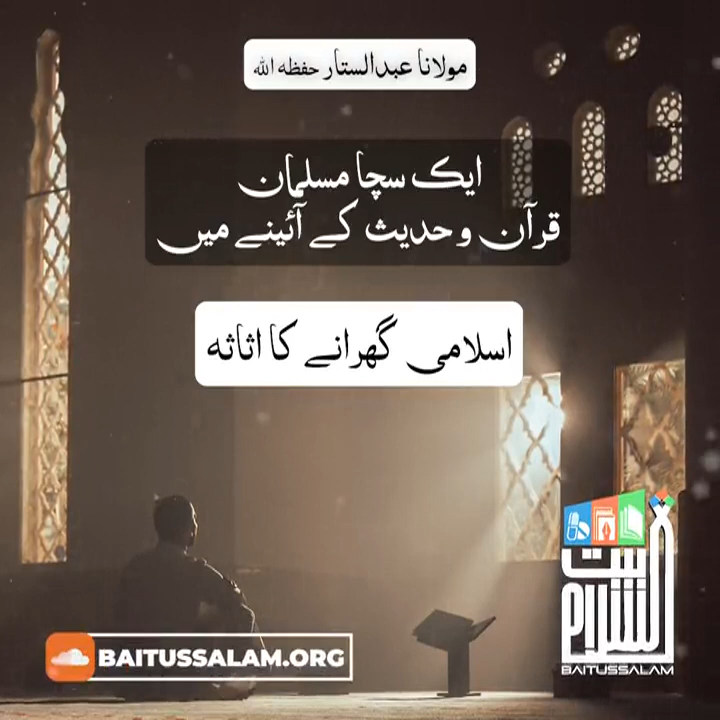 مولانا عبدالستار حفظہ اللہ
ایک سچا مسلمان
قرآن و حدیث کے آئینے میں
اسلامی گھرانے کا اثاثہ
بیت السلام
BAITUSSALAM
BAITUSSALAM.ORG